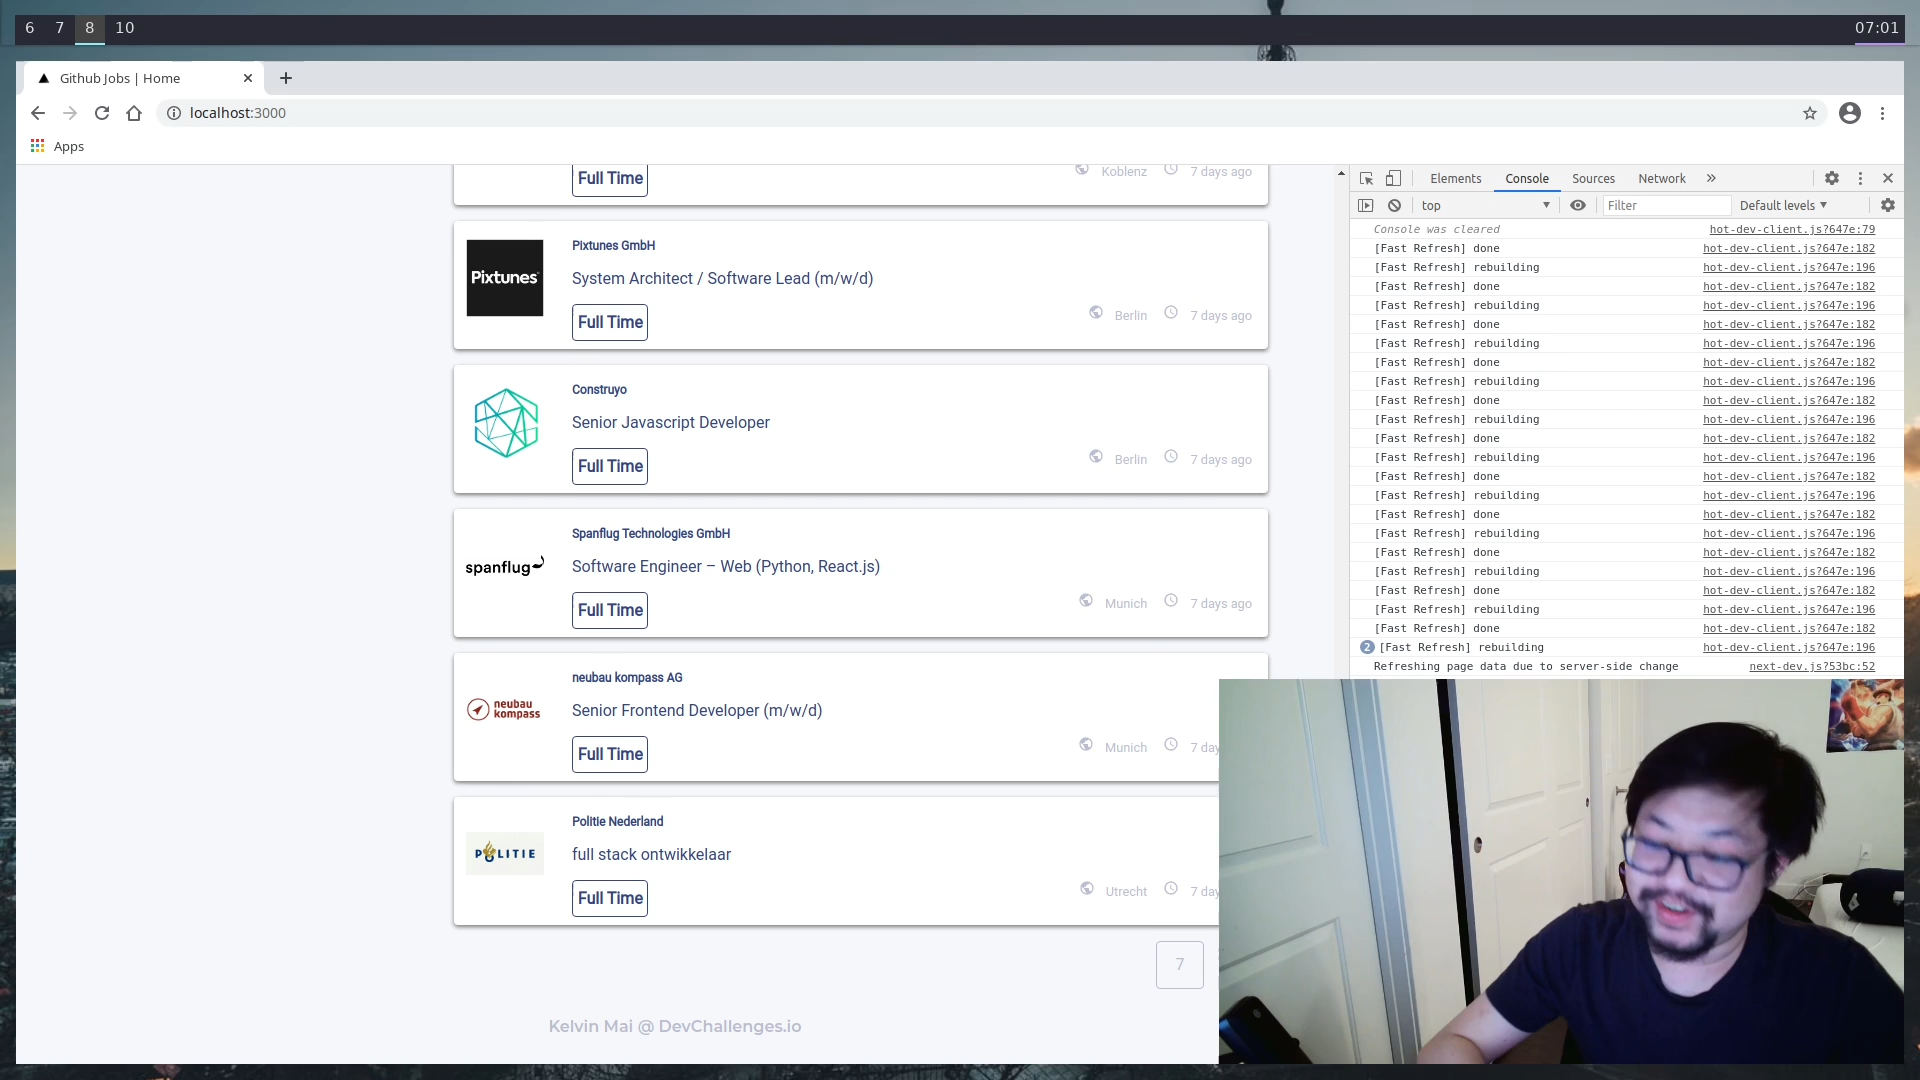 6 7 8 10
07:01
Github Jobs | Home
localhost:3000
Apps
Full Time
Koblenz 7 days ago
Pixtunes
Pixtunes GmbH
System Architect / Software Lead (m/w/d)
Full Time
Berlin 7 days ago
Construyo
Senior Javascript Developer
Full Time
Berlin 7 days ago
spanflug
Spanflug Technologies GmbH
Software Engineer – Web (Python, React.js)
Full Time
Munich 7 days ago
neubau
kompass
neubau kompass AG
Senior Frontend Developer (m/w/d)
Full Time
Munich 7 day
POLITIE
Politie Nederland
full stack ontwikkelaar
Full Time
Utrecht 7 day
7
Kelvin Mai @ DevChallenges.io
Elements Console Sources Network
top Filter Default levels
Console was cleared hot-dev-client.js?647e:79
[Fast Refresh] done hot-dev-client.js?647e:182
[Fast Refresh] rebuilding hot-dev-client.js?647e:196
[Fast Refresh] done hot-dev-client.js?647e:182
[Fast Refresh] rebuilding hot-dev-client.js?647e:196
[Fast Refresh] done hot-dev-client.js?647e:182
[Fast Refresh] rebuilding hot-dev-client.js?647e:196
[Fast Refresh] done hot-dev-client.js?647e:182
[Fast Refresh] rebuilding hot-dev-client.js?647e:196
[Fast Refresh] done hot-dev-client.js?647e:182
[Fast Refresh] rebuilding hot-dev-client.js?647e:196
[Fast Refresh] done hot-dev-client.js?647e:182
[Fast Refresh] rebuilding hot-dev-client.js?647e:196
[Fast Refresh] done hot-dev-client.js?647e:182
[Fast Refresh] rebuilding hot-dev-client.js?647e:196
[Fast Refresh] done hot-dev-client.js?647e:182
[Fast Refresh] rebuilding hot-dev-client.js?647e:196
[Fast Refresh] done hot-dev-client.js?647e:182
[Fast Refresh] rebuilding hot-dev-client.js?647e:196
[Fast Refresh] done hot-dev-client.js?647e:182
[Fast Refresh] rebuilding hot-dev-client.js?647e:196
[Fast Refresh] done hot-dev-client.js?647e:182
2 [Fast Refresh] rebuilding hot-dev-client.js?647e:196
Refreshing page data due to server-side change next-dev.js?53bc:52